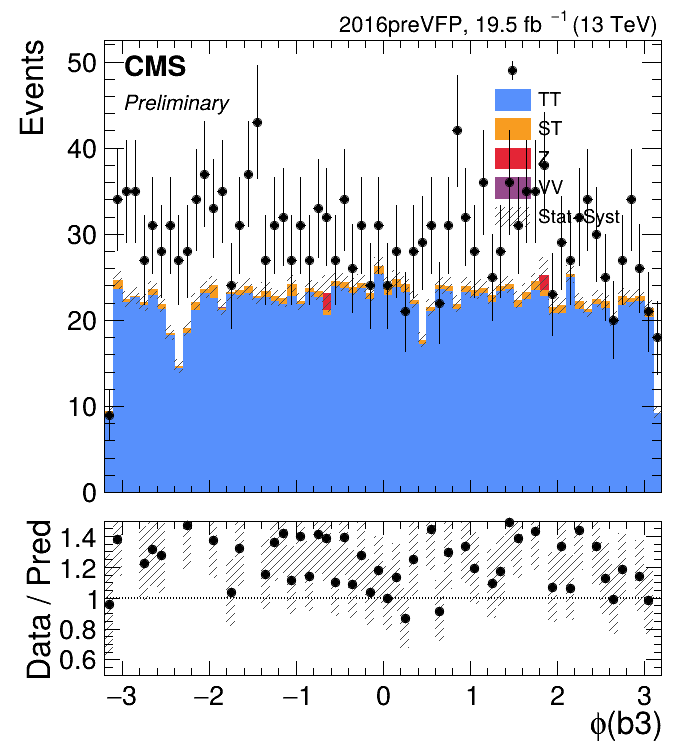 2016preVFP, 19.5 fb ⁻¹ (13 TeV)
CMS
Preliminary
Events
50
40
30
20
10
0
TT
ST
Z
VV
Stat+Syst
Data / Pred
1.4
1.2
1
0.8
0.6
−3 −2 −1 0 1 2 3
ϕ(b3)